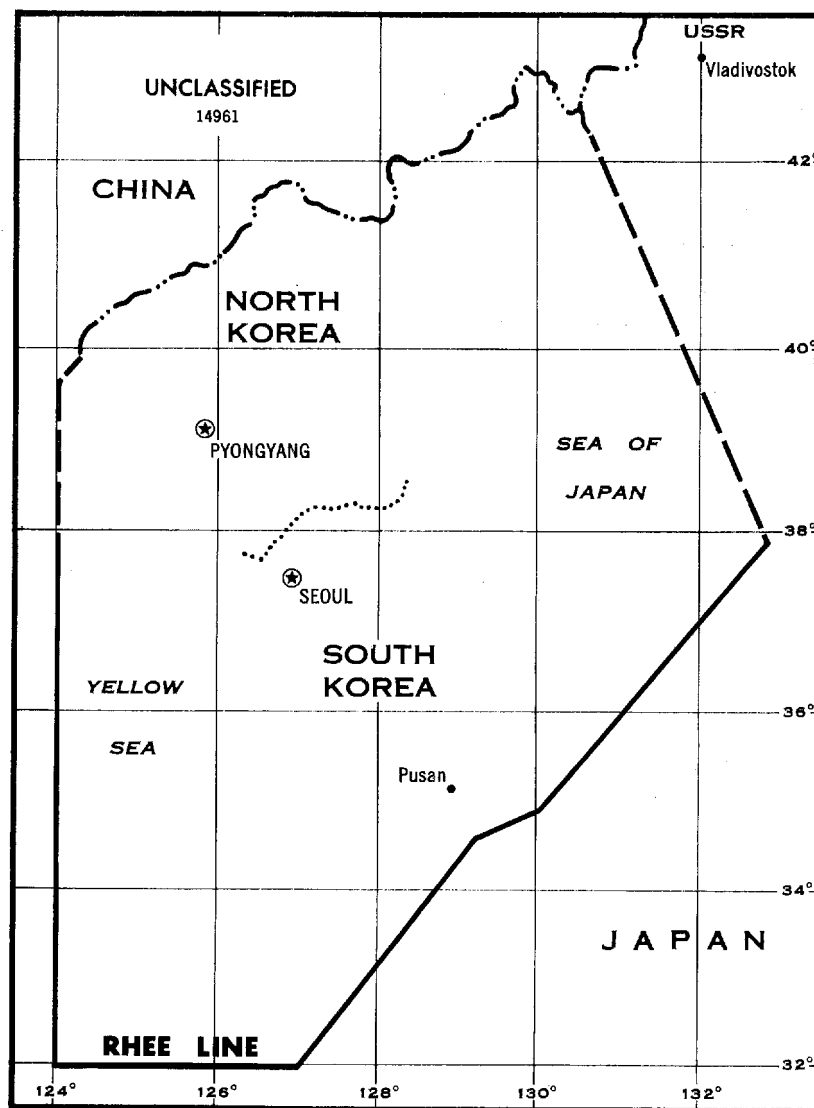 USSR
Vladivostok
UNCLASSIFIED
14961
42°
CHINA
NORTH
KOREA
40°
PYONGYANG
SEA OF
JAPAN
38°
SEOUL
SOUTH
KOREA
YELLOW
SEA
36°
Pusan
34°
JAPAN
RHEE LINE
32°
124°
126°
128°
130°
132°